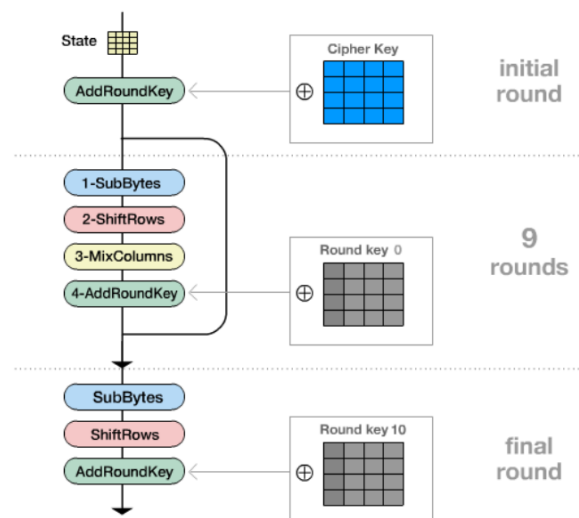 State
Cipher Key
AddRoundKey
initial
round
1-SubBytes
2-ShiftRows
3-MixColumns
4-AddRoundKey
Round key 0
9
rounds
SubBytes
ShiftRows
AddRoundKey
Round key 10
final
round